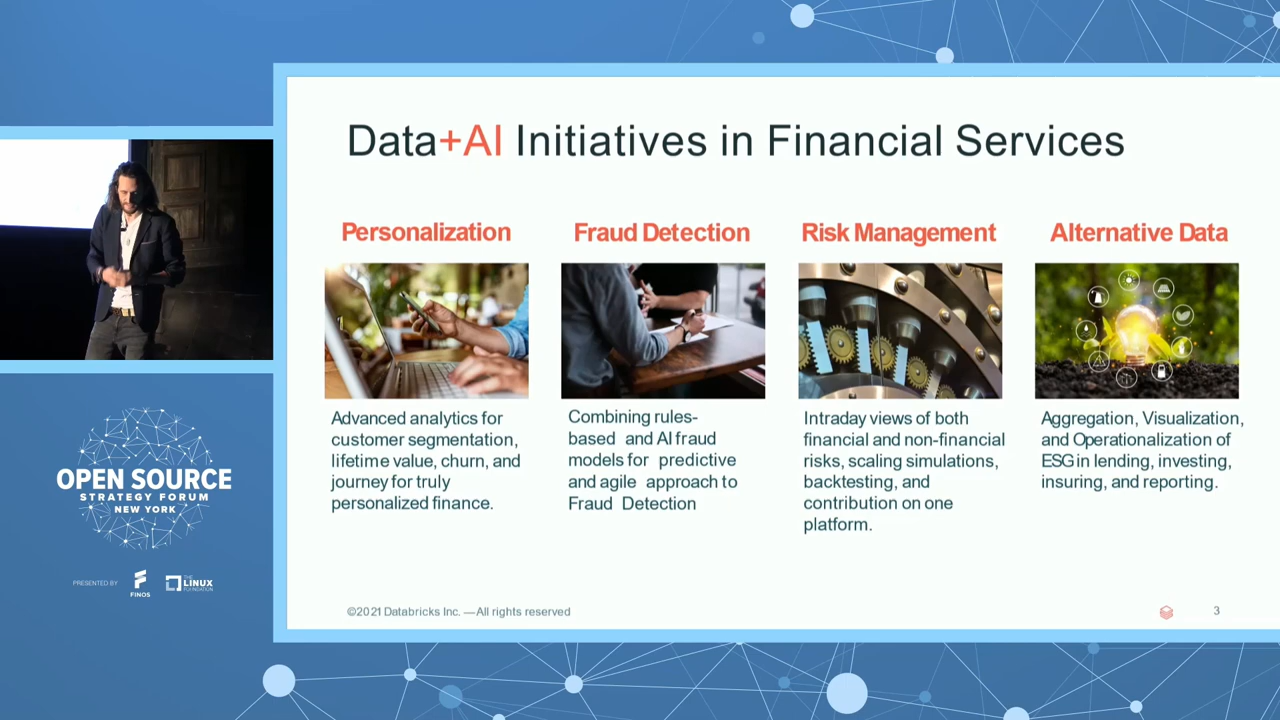 Data+AI Initiatives in Financial Services
Personalization
Advanced analytics for
customer segmentation,
lifetime value, churn, and
journey for truly
personalized finance.
Fraud Detection
Combining rules-
based and AI fraud
models for predictive
and agile approach to
Fraud Detection
Risk Management
Intraday views of both
financial and non-financial
risks, scaling simulations,
backtesting, and
contribution on one
platform.
Alternative Data
Aggregation, Visualization,
and Operationalization of
ESG in lending, investing,
insuring, and reporting.
©2021 Databricks Inc. — All rights reserved
3
OPEN SOURCE
STRATEGY FORUM
NEW YORK
PRESENTED BY
FINOS
THE
LINUX
FOUNDATION